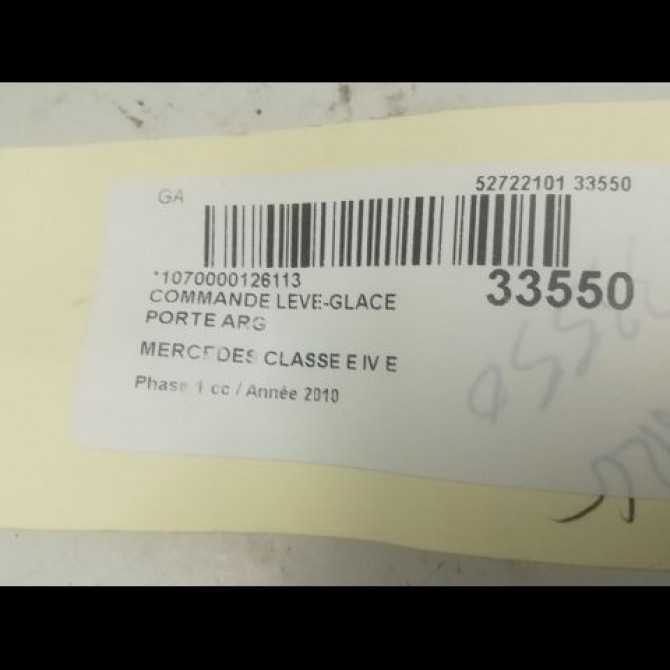 GA
52722101 33550
*1070000126113
33550
COMMANDE LEVE-GLACE
PORTE ARG
MERCEDES CLASSE E IV E
Phase 1 cc / Année 2010